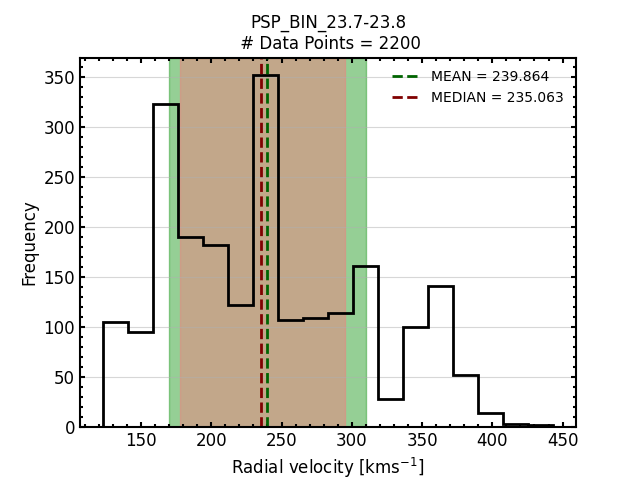 PSP_BIN_23.7-23.8
# Data Points = 2200
MEAN = 239.864
MEDIAN = 235.063
350
300
250
200
150
100
50
0
Frequency
150 200 250 300 350 400 450
Radial velocity [kms⁻¹]